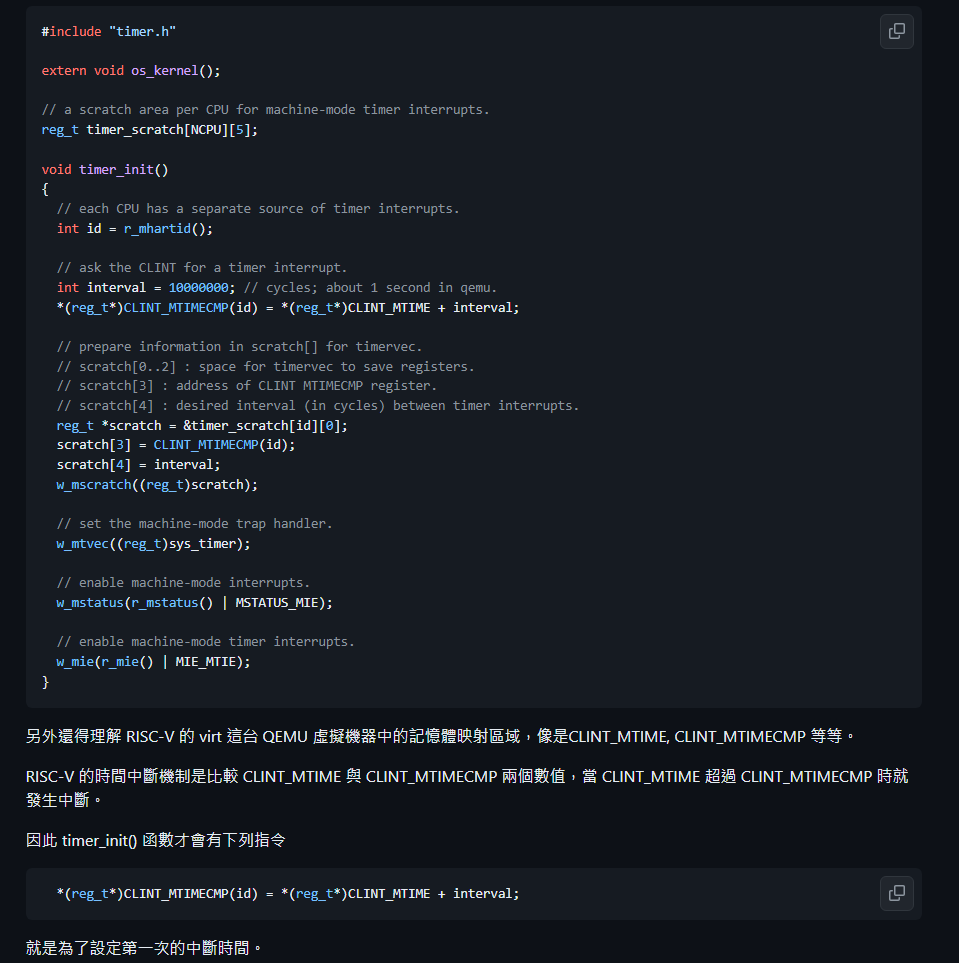 #include "timer.h"
extern void os_kernel();
// a scratch area per CPU for machine-mode timer interrupts.
reg_t timer_scratch[NCPU][5];
void timer_init()
{
  // each CPU has a separate source of timer interrupts.
  int id = r_mhartid();
  // ask the CLINT for a timer interrupt.
  int interval = 10000000; // cycles; about 1 second in qemu.
  *(reg_t*)CLINT_MTIMECMP(id) = *(reg_t*)CLINT_MTIME + interval;
  // prepare information in scratch[] for timervec.
  // scratch[0..2] : space for timervec to save registers.
  // scratch[3] : address of CLINT MTIMECMP register.
  // scratch[4] : desired interval (in cycles) between timer interrupts.
  reg_t *scratch = &timer_scratch[id][0];
  scratch[3] = CLINT_MTIMECMP(id);
  scratch[4] = interval;
  w_mscratch((reg_t)scratch);
  // set the machine-mode trap handler.
  w_mtvec((reg_t)sys_timer);
  // enable machine-mode interrupts.
  w_mstatus(r_mstatus() | MSTATUS_MIE);
  // enable machine-mode timer interrupts.
  w_mie(r_mie() | MIE_MTIE);
}
另外還得理解 RISC-V 的 virt 這台 QEMU 虛擬機器中的記憶體映射區域，像是CLINT_MTIME, CLINT_MTIMECMP 等等。
RISC-V 的時間中斷機制是比較 CLINT_MTIME 與 CLINT_MTIMECMP 兩個數值，當 CLINT_MTIME 超過 CLINT_MTIMECMP 時就
發生中斷。
因此 timer_init() 函數才會有下列指令
  *(reg_t*)CLINT_MTIMECMP(id) = *(reg_t*)CLINT_MTIME + interval;
就是為了設定第一次的中斷時間。